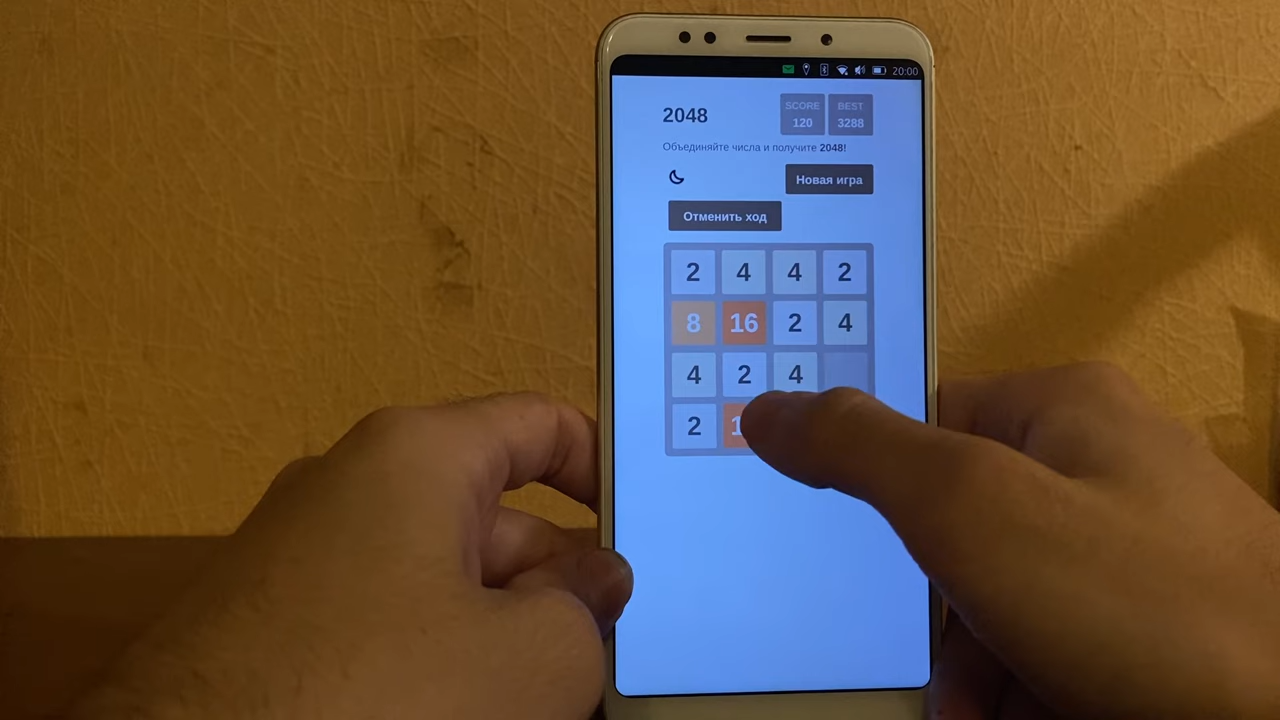 20:00
2048
SCORE BEST
120 3288
Объединяйте числа и получите 2048!
Новая игра
Отменить ход
2 4 4 2
8 16 2 4
4 2 4
2